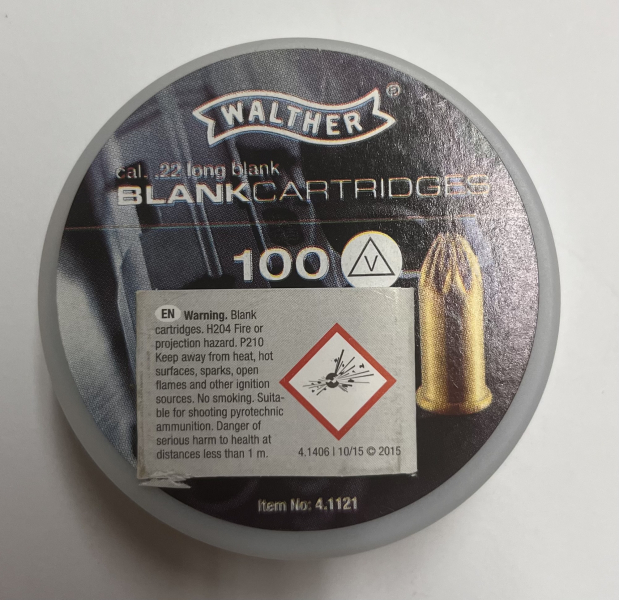 WALTHER®
cal. .22 long blank
BLANKCARTRIDGES
100 V
EN Warning. Blank
cartridges. H204 Fire or
projection hazard. P210
Keep away from heat, hot
surfaces, sparks, open
flames and other ignition
sources. No smoking. Suita-
ble for shooting pyrotechnic
ammunition. Danger of
serious harm to health at
distances less than 1 m.
4.1406 | 10/15 © 2015
Item No: 4.1121